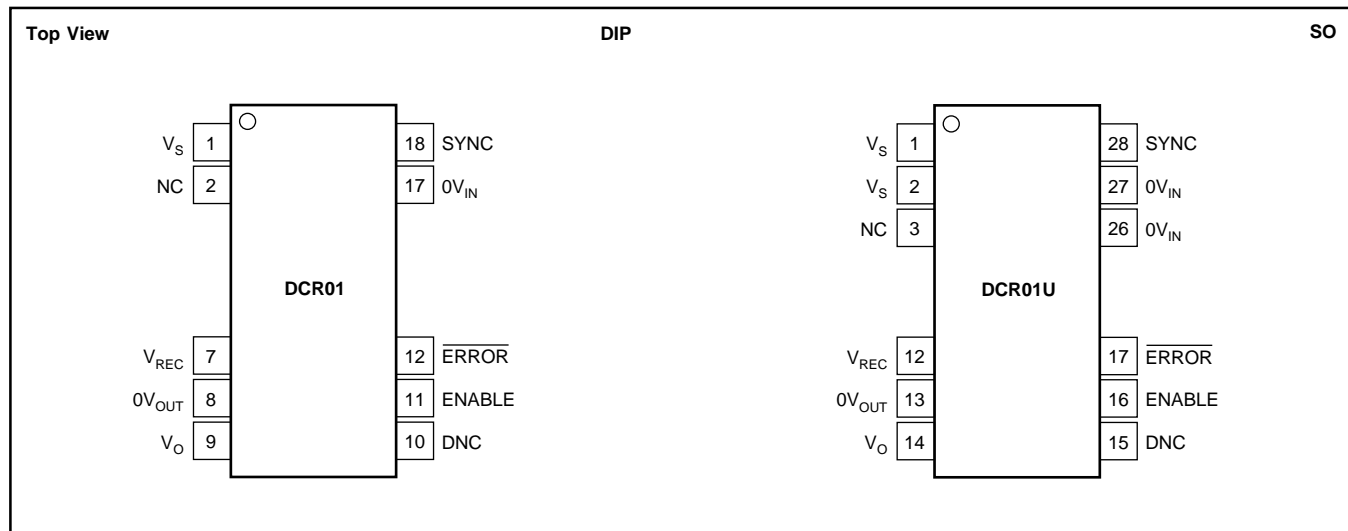 Top View
DIP
SO
V_S 1
NC 2
V_REC 7
0V_OUT 8
V_O 9
DCR01
18 SYNC
17 0V_IN
12 ERROR
11 ENABLE
10 DNC
V_S 1
V_S 2
NC 3
V_REC 12
0V_OUT 13
V_O 14
DCR01U
28 SYNC
27 0V_IN
26 0V_IN
17 ERROR
16 ENABLE
15 DNC